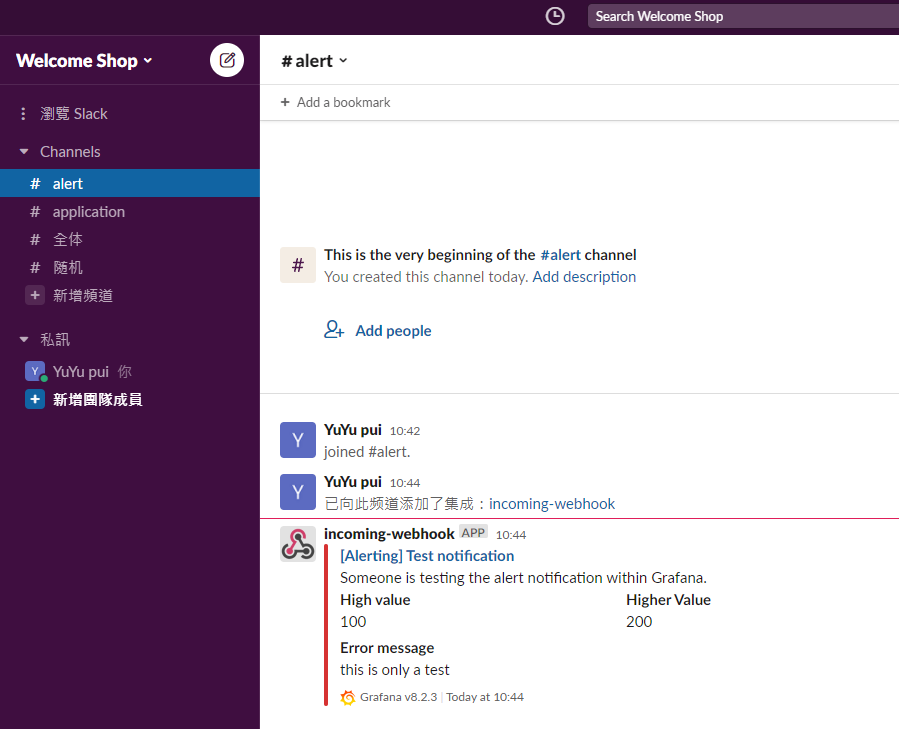 Search Welcome Shop
Welcome Shop
瀏覽 Slack
Channels
# alert
# application
# 全体
# 随机
+ 新增頻道
私訊
Y YuYu pui 你
+ 新增團隊成員
# alert
+ Add a bookmark
# This is the very beginning of the #alert channel
You created this channel today. Add description
Add people
Y YuYu pui 10:42
joined #alert.
Y YuYu pui 10:44
已向此频道添加了集成：incoming-webhook
incoming-webhook APP 10:44
[Alerting] Test notification
Someone is testing the alert notification within Grafana.
High value Higher Value
100 200
Error message
this is only a test
Grafana v8.2.3 | Today at 10:44